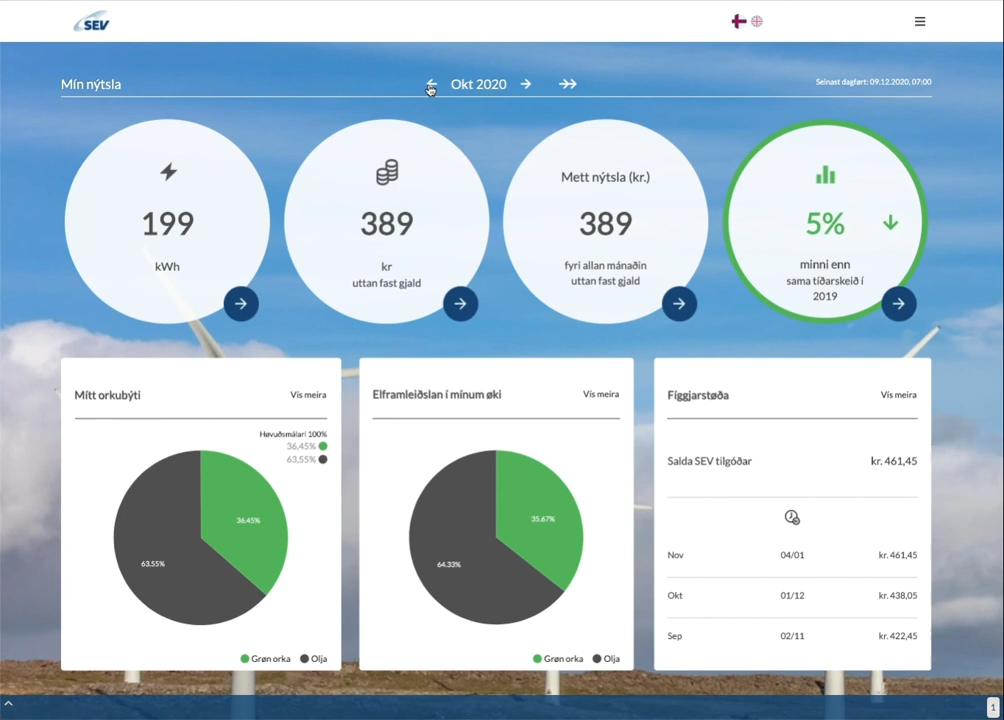 SEV
Mín nýtsla
Okt 2020
Seinast dagført: 09.12.2020, 07:00
199
kWh
389
kr
uttan fast gjald
Mett nýtsla (kr.)
389
fyri allan mánaðin
uttan fast gjald
5%
minni enn
sama tíðarskeið í
2019
Mítt orkubýti
Vís meira
Høvuðsmálari 100%
36,45%
63,55%
36.45%
63.55%
Grøn orka
Olja
Elframleiðslan í mínum øki
Vís meira
35.67%
64.33%
Grøn orka
Olja
Fíggjarstøða
Vís meira
Salda SEV tilgóðar
kr. 461,45
Nov 04/01 kr. 461,45
Okt 01/12 kr. 438,05
Sep 02/11 kr. 422,45
1